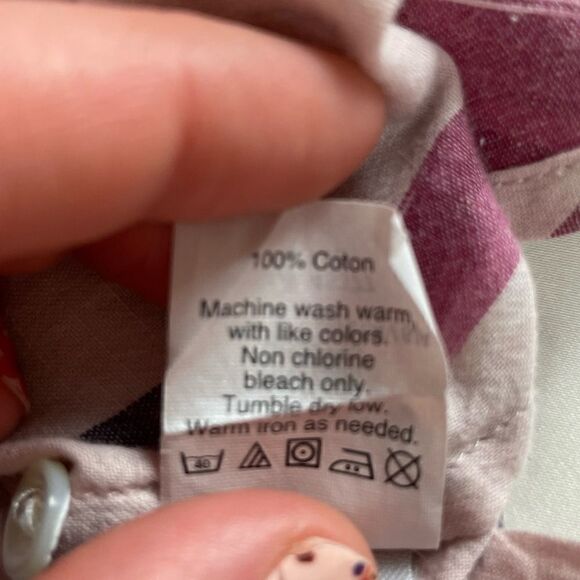 100% Coton
Machine wash warm,
with like colors.
Non chlorine
bleach only.
Tumble dry low.
Warm iron as needed.
40